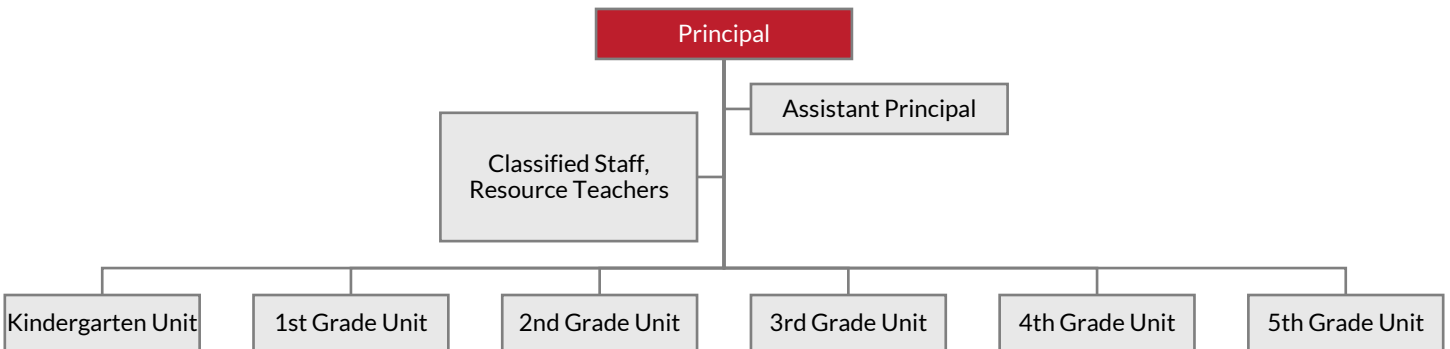 Principal
Assistant Principal
Classified Staff,
Resource Teachers
Kindergarten Unit
1st Grade Unit
2nd Grade Unit
3rd Grade Unit
4th Grade Unit
5th Grade Unit